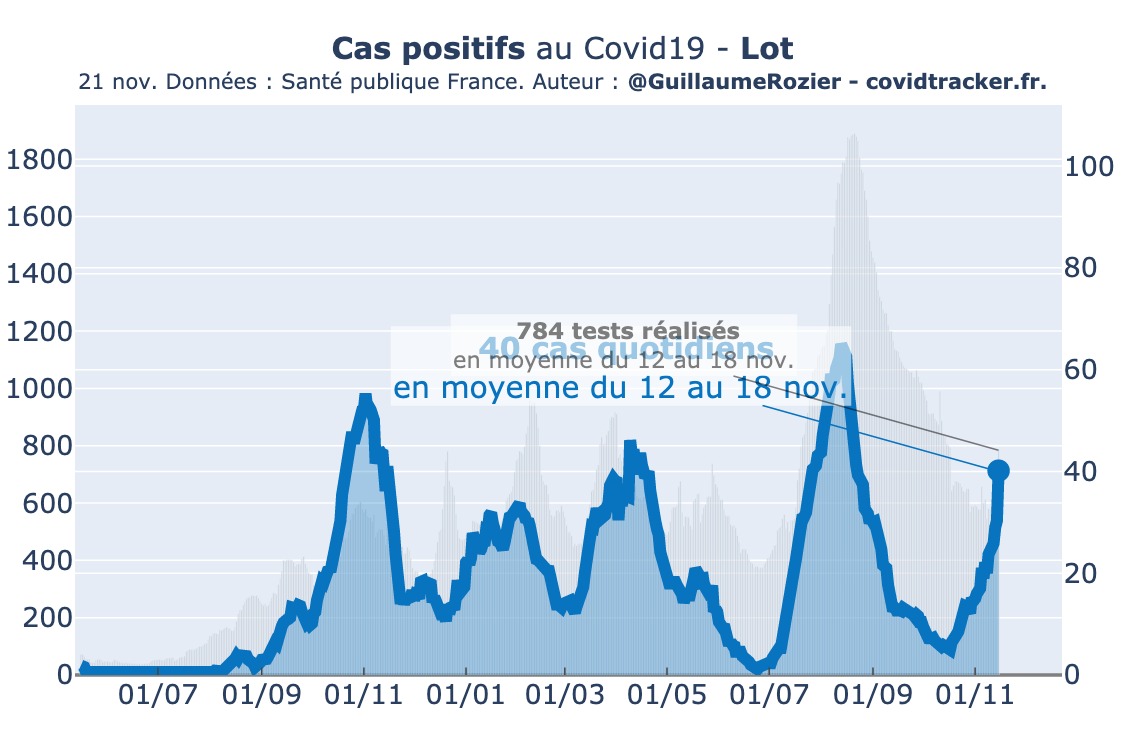 Cas positifs au Covid19 - Lot
21 nov. Données : Santé publique France. Auteur : @GuillaumeRozier - covidtracker.fr.
1800
1600
1400
1200
1000
800
600
400
200
0
100
80
60
40
20
0
784 tests réalisés
en moyenne du 12 au 18 nov.
40 cas quotidiens
en moyenne du 12 au 18 nov.
01/07 01/09 01/11 01/01 01/03 01/05 01/07 01/09 01/11